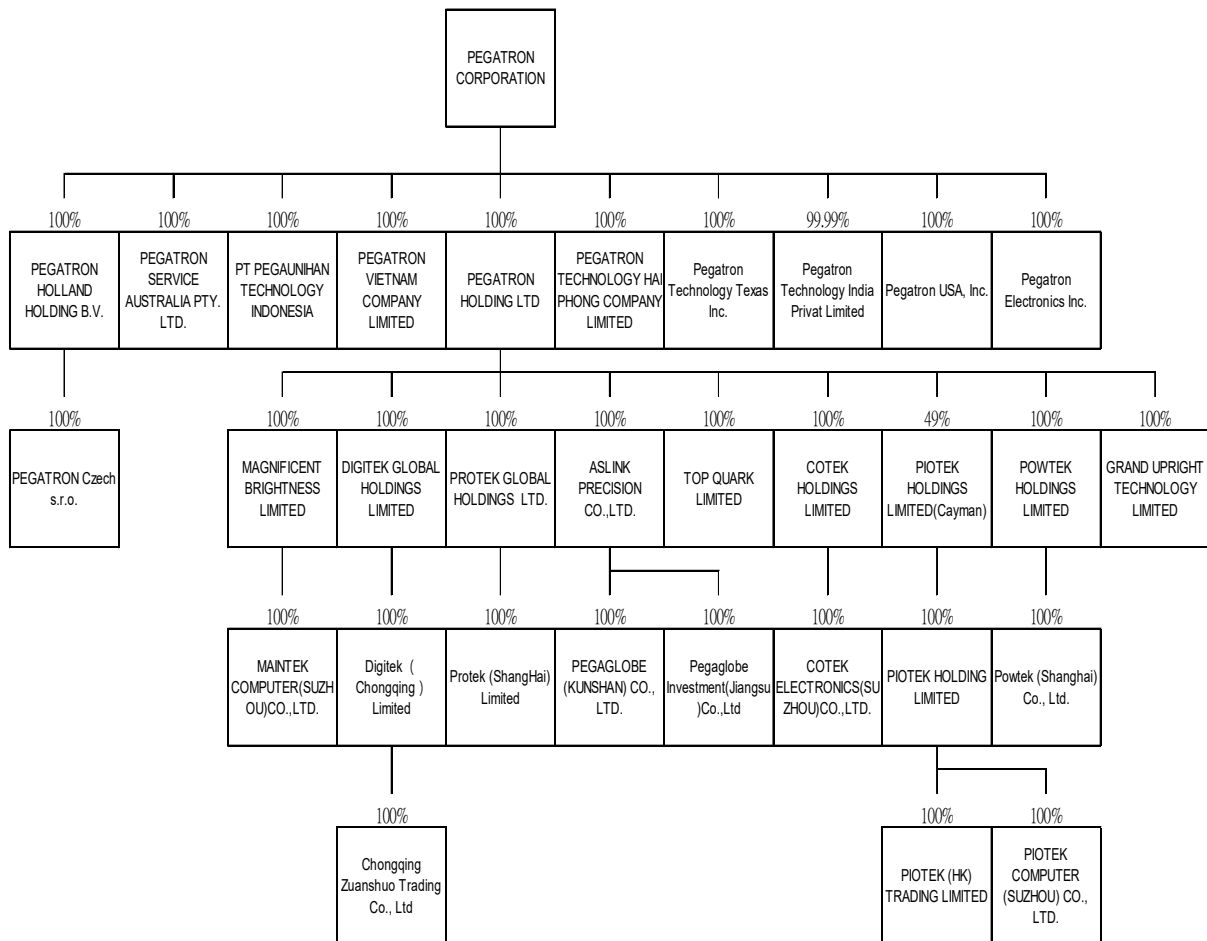 PEGATRON
CORPORATION
100% 100% 100% 100% 100% 100% 100% 99.99% 100% 100%
PEGATRON
HOLLAND
HOLDING B.V.
PEGATRON
SERVICE
AUSTRALIA PTY.
LTD.
PT PEGAUNIHAN
TECHNOLOGY
INDONESIA
PEGATRON
VIETNAM
COMPANY
LIMITED
PEGATRON
HOLDING LTD
PEGATRON
TECHNOLOGY HAI
PHONG COMPANY
LIMITED
Pegatron
Technology Texas
Inc.
Pegatron
Technology India
Privat Limited
Pegatron USA, Inc.
Pegatron
Electronics Inc.
100% 100% 100% 100% 100% 100% 100% 49% 100% 100%
PEGATRON Czech
s.r.o.
MAGNIFICENT
BRIGHTNESS
LIMITED
DIGITEK GLOBAL
HOLDINGS
LIMITED
PROTEK GLOBAL
HOLDINGS LTD.
ASLINK
PRECISION
CO.,LTD.
TOP QUARK
LIMITED
COTEK
HOLDINGS
LIMITED
PIOTEK
HOLDINGS
LIMITED(Cayman)
POWTEK
HOLDINGS
LIMITED
GRAND UPRIGHT
TECHNOLOGY
LIMITED
100% 100% 100% 100% 100% 100% 100% 100%
MAINTEK
COMPUTER(SUZH
OU)CO.,LTD.
Digitek (
Chongqing )
Limited
Protek (ShangHai)
Limited
PEGAGLOBE
(KUNSHAN) CO.,
LTD.
Pegaglobe
Investment(Jiangsu
)Co.,Ltd
COTEK
ELECTRONICS(SU
ZHOU)CO.,LTD.
PIOTEK HOLDING
LIMITED
Powtek (Shanghai)
Co., Ltd.
100% 100% 100%
Chongqing
Zuanshuo Trading
Co., Ltd
PIOTEK (HK)
TRADING LIMITED
PIOTEK
COMPUTER
(SUZHOU) CO.,
LTD.